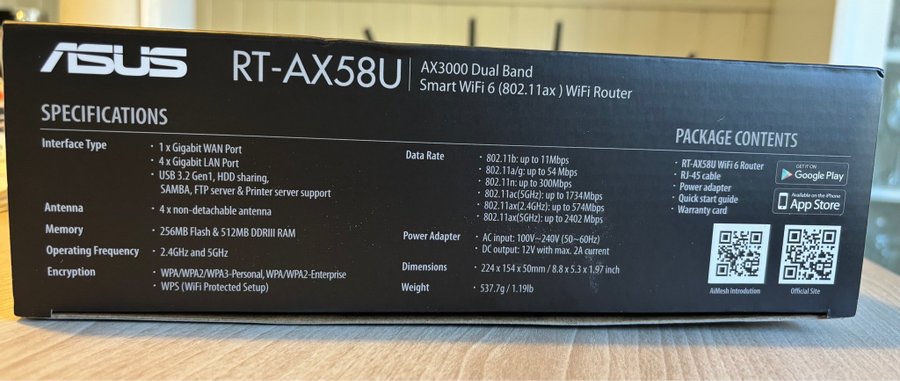 ASUS
RT-AX58U
AX3000 Dual Band
Smart WiFi 6 (802.11ax ) WiFi Router
SPECIFICATIONS
Interface Type
· 1 x Gigabit WAN Port
· 4 x Gigabit LAN Port
· USB 3.2 Gen1, HDD sharing,
SAMBA, FTP server & Printer server support
Antenna
· 4 x non-detachable antenna
Memory
· 256MB Flash & 512MB DDRIII RAM
Operating Frequency
· 2.4GHz and 5GHz
Encryption
· WPA/WPA2/WPA3-Personal, WPA/WPA2-Enterprise
· WPS (WiFi Protected Setup)
Data Rate
· 802.11b: up to 11Mbps
· 802.11a/g: up to 54 Mbps
· 802.11n: up to 300Mbps
· 802.11ac(5GHz): up to 1734Mbps
· 802.11ax(2.4GHz): up to 574Mbps
· 802.11ax(5GHz): up to 2402 Mbps
Power Adapter
· AC input: 100V~240V (50~60Hz)
· DC output: 12V with max. 2A current
Dimensions
· 224 x 154 x 50mm / 8.8 x 5.3 x 1.97 inch
Weight
· 537.7g / 1.19lb
PACKAGE CONTENTS
· RT-AX58U WiFi 6 Router
· RJ-45 cable
· Power adapter
· Quick start guide
· Warranty card
GET IT ON
Google Play
Available on the iPhone
App Store
AiMesh Introdution
Official Site